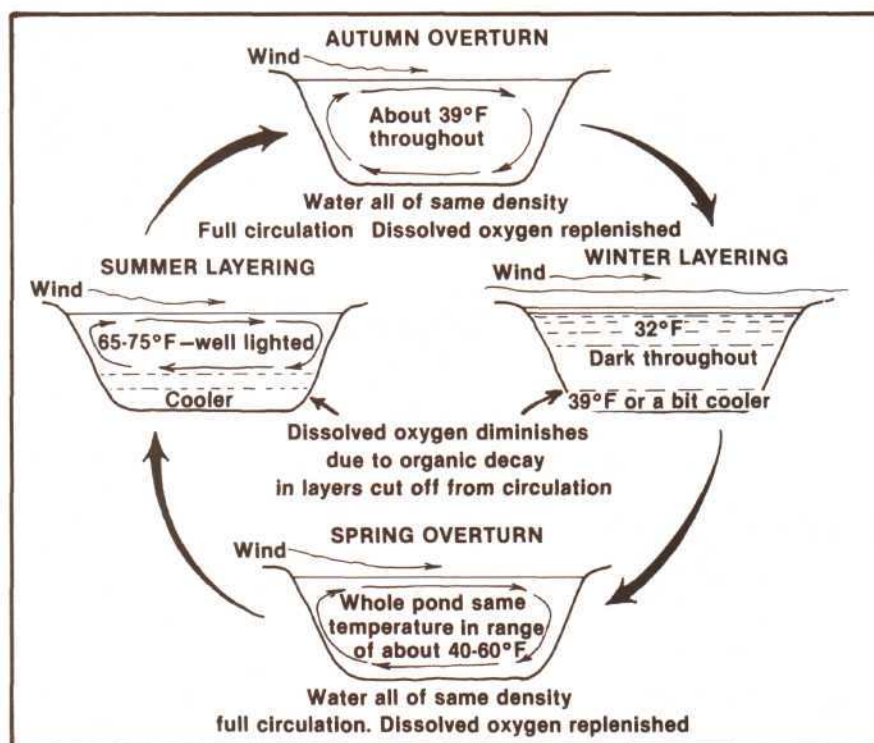 AUTUMN OVERTURN
Wind
About 39°F
throughout
Water all of same density
Full circulation Dissolved oxygen replenished
SUMMER LAYERING
Wind
65-75°F—well lighted
Cooler
WINTER LAYERING
Wind
32°F
Dark throughout
39°F or a bit cooler
Dissolved oxygen diminishes
due to organic decay
in layers cut off from circulation
SPRING OVERTURN
Wind
Whole pond same
temperature in range
of about 40-60°F
Water all of same density
full circulation. Dissolved oxygen replenished